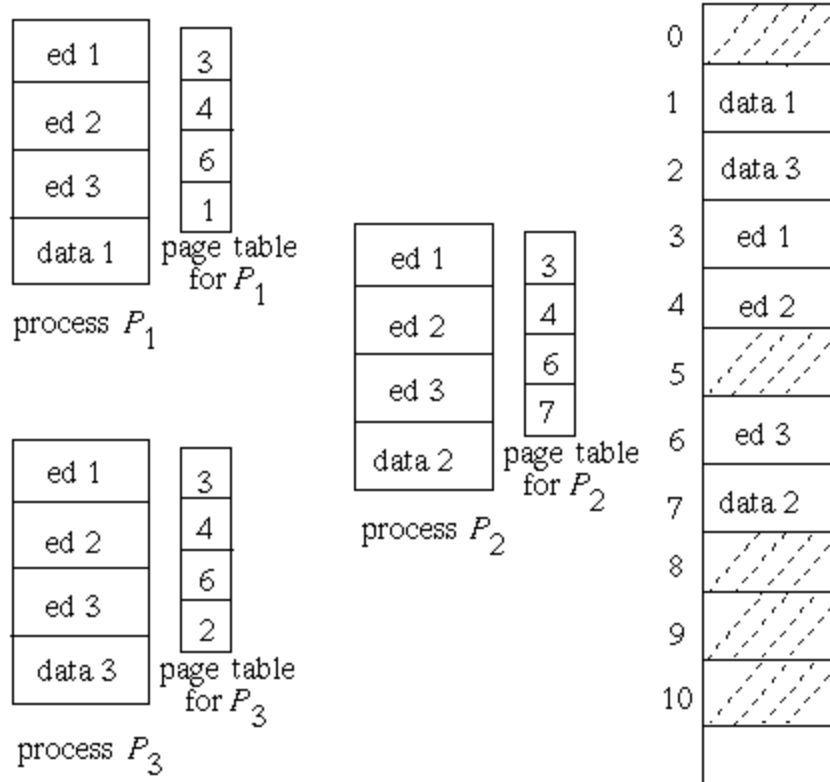 ed 1
ed 2
ed 3
data 1
process P1
3
4
6
1
page table
for P1
ed 1
ed 2
ed 3
data 2
process P2
3
4
6
7
page table
for P2
ed 1
ed 2
ed 3
data 3
process P3
3
4
6
2
page table
for P3
0
1 data 1
2 data 3
3 ed 1
4 ed 2
5
6 ed 3
7 data 2
8
9
10